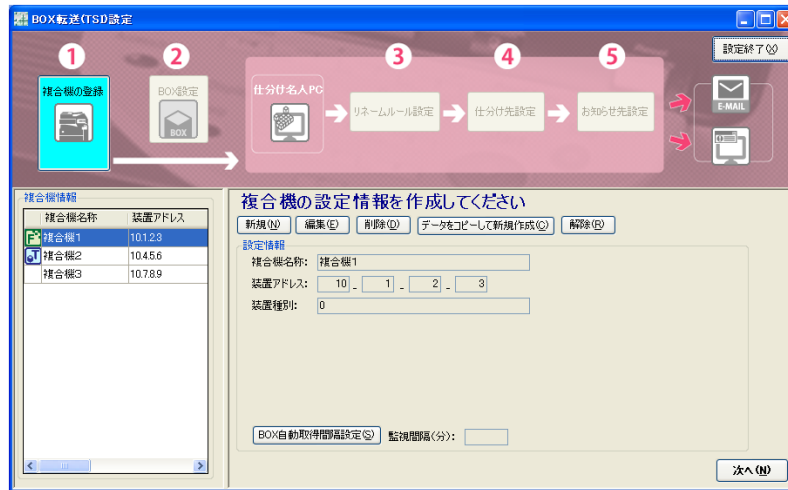 BOX転送(TSI)設定
設定終了(X)
1
2
3
4
5
複合機の登録
BOX設定
BOX
仕分け名人PC
リネームルール設定
仕分け先設定
お知らせ先設定
E-MAIL
複合機情報
複合機名称 装置アドレス
複合機1 10.1.2.3
複合機2 10.4.5.6
複合機3 10.7.8.9
複合機の設定情報を作成してください
新規(N) 編集(E) 削除(D) データをコピーして新規作成(C) 解除(R)
設定情報
複合機名称: 複合機1
装置アドレス: 10 . 1 . 2 . 3
装置種別: 0
BOX自動取得間隔設定(S) 監視間隔(分):
次へ(N)